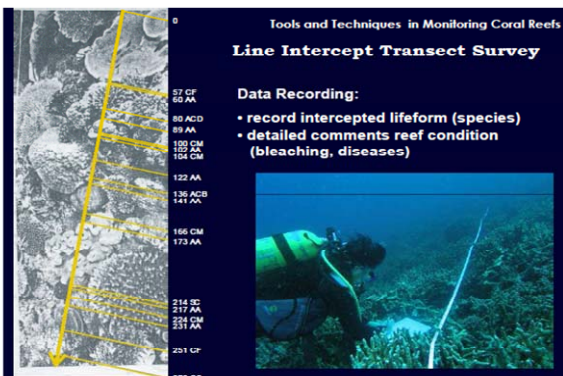 Tools and Techniques in Monitoring Coral Reefs
Line Intercept Transect Survey
Data Recording:
• record intercepted lifeform (species)
• detailed comments reef condition
(bleaching, diseases)
0
57 CF
60 AA
80 ACD
89 AA
100 CM
102 AA
104 CM
122 AA
136 ACB
141 AA
166 CM
173 AA
214 SC
217 AA
224 CM
231 AA
251 CF